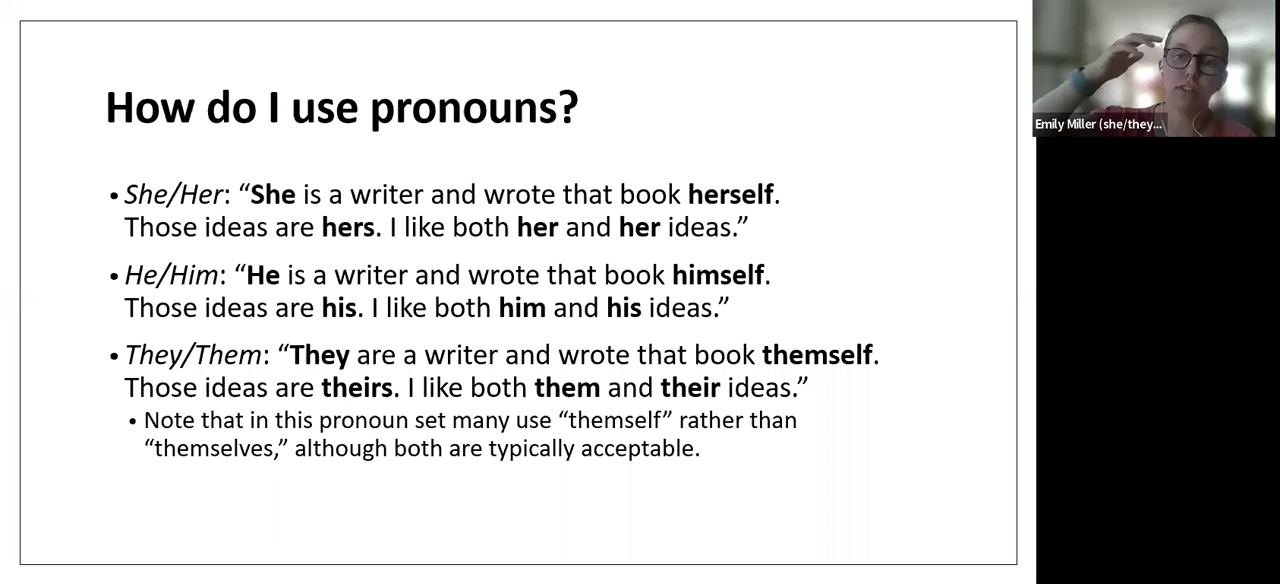 How do I use pronouns?
• She/Her: “She is a writer and wrote that book herself.
Those ideas are hers. I like both her and her ideas.”
• He/Him: “He is a writer and wrote that book himself.
Those ideas are his. I like both him and his ideas.”
• They/Them: “They are a writer and wrote that book themself.
Those ideas are theirs. I like both them and their ideas.”
• Note that in this pronoun set many use “themself” rather than
“themselves,” although both are typically acceptable.
Emily Miller (she/they...